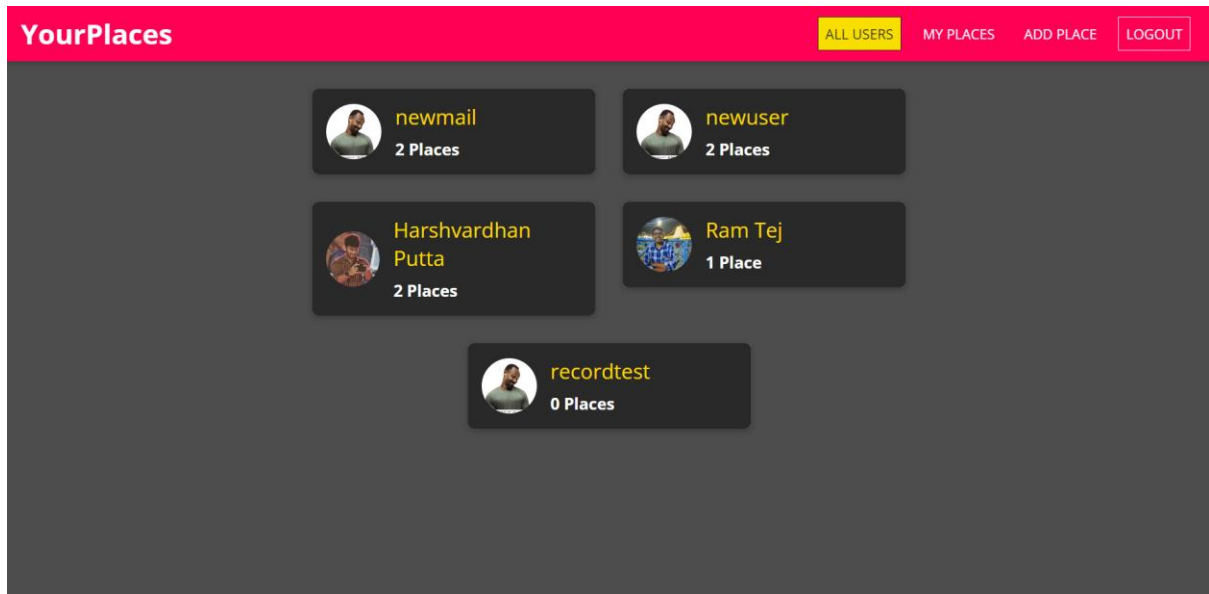 YourPlaces
ALL USERS
MY PLACES
ADD PLACE
LOGOUT
newmail
2 Places
newuser
2 Places
Harshvardhan
Putta
2 Places
Ram Tej
1 Place
recordtest
0 Places